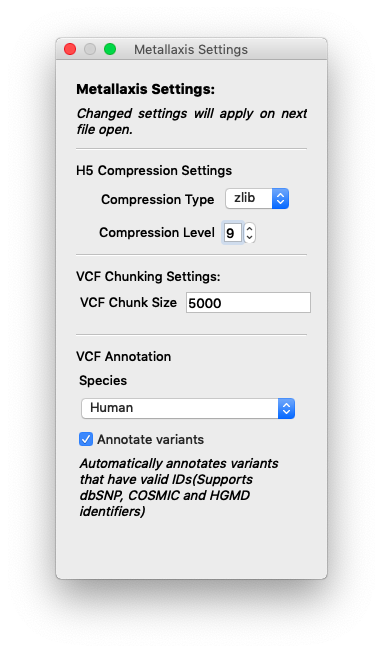 Metallaxis Settings
Metallaxis Settings:
Changed settings will apply on next
file open.
H5 Compression Settings
Compression Type zlib
Compression Level 9
VCF Chunking Settings:
VCF Chunk Size 5000
VCF Annotation
Species
Human
Annotate variants
Automatically annotates variants
that have valid IDs(Supports
dbSNP, COSMIC and HGMD
identifiers)